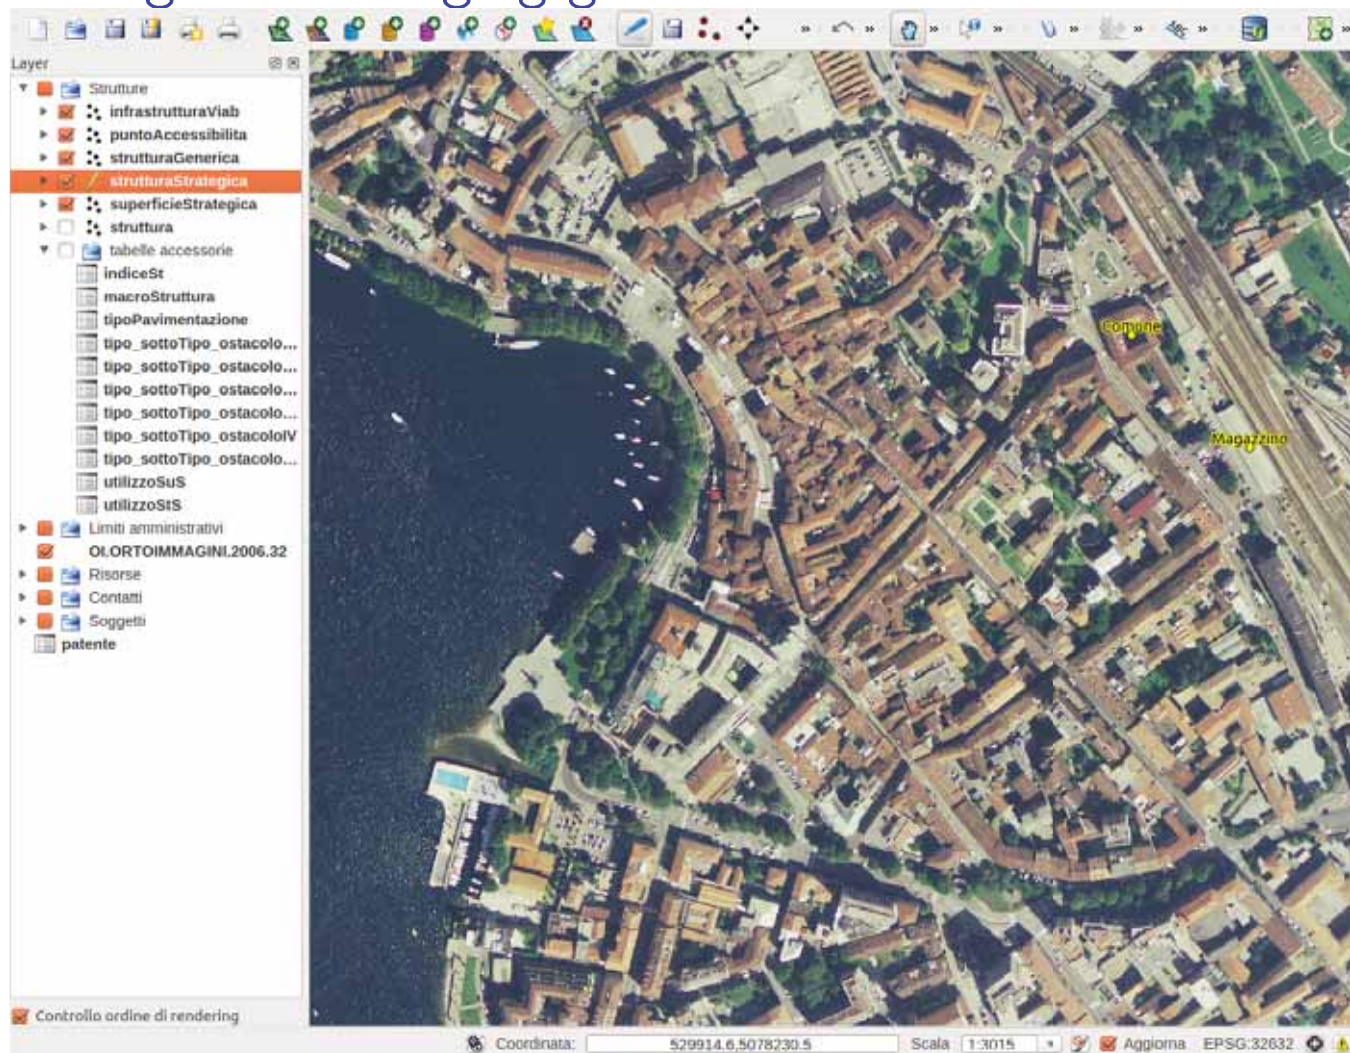 Layer
Strutture
infrastrutturaViab
puntoAccessibilita
strutturaGenerica
strutturaStrategica
superficieStrategica
struttura
tabelle accessorie
indiceSt
macroStruttura
tipoPavimentazione
tipo_sottoTipo_ostacolo...
tipo_sottoTipo_ostacolo...
tipo_sottoTipo_ostacolo...
tipo_sottoTipo_ostacolo...
tipo_sottoTipo_ostacoloIV
tipo_sottoTipo_ostacolo...
utilizzoSuS
utilizzoStS
Limiti amministrativi
OI.ORTOIMMAGINI.2006.32
Risorse
Contatti
Soggetti
patente
Controllo ordine di rendering
Comune
Magazzino
Coordinata: 529914.6,5078230.5 Scala 1:3015 Aggiorna EPSG:32632